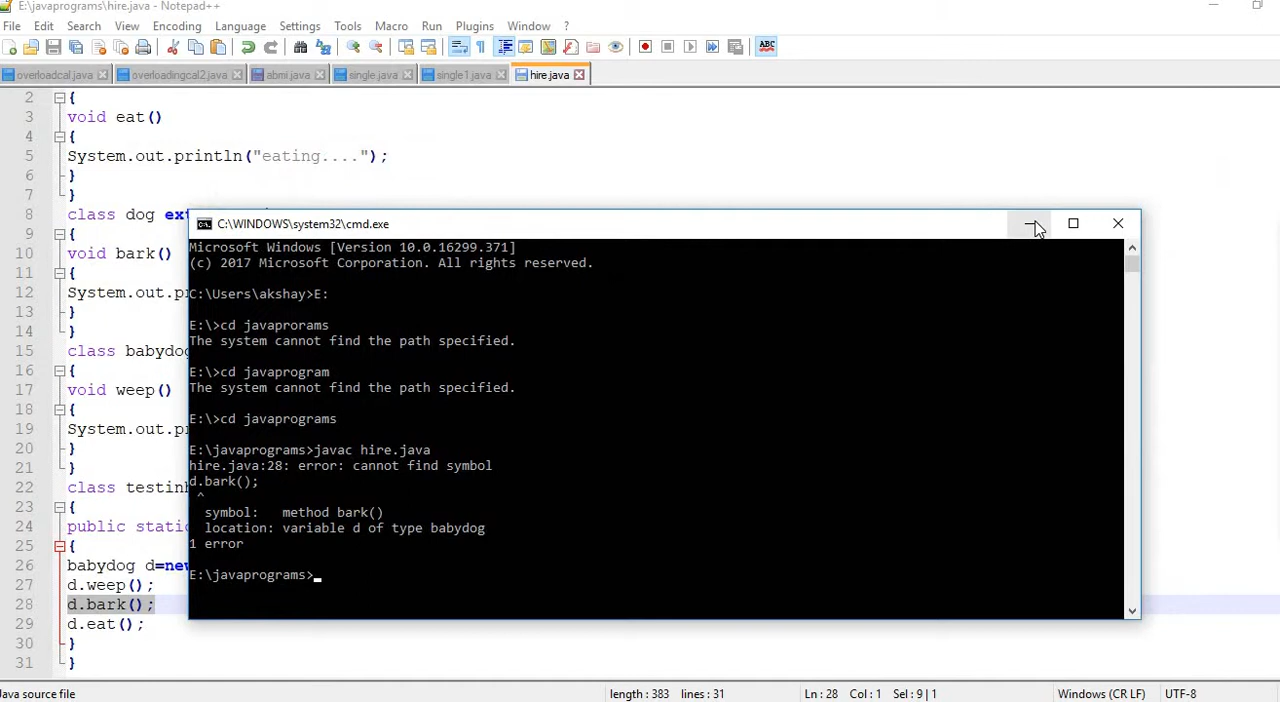 E:\javaprograms\hire.java - Notepad++
File Edit Search View Encoding Language Settings Tools Macro Run Plugins Window ?
ABC
overloadcal.java overloadingcal2.java abmi.java single.java single1.java hire.java
2 {
3 void eat()
4 {
5 System.out.println("eating....");
6 }
7 }
8 class dog
9 {
10 void bark()
11 {
12 System.out.
13 }
14 }
15 class babydog
16 {
17 void weep()
18 {
19 System.out.
20 }
21 }
22 class
23 {
24 public
25 {
26 babydog d=new
27 d.weep();
28 d.bark();
29 d.eat();
30 }
31 }
C:\WINDOWS\system32\cmd.exe
Microsoft Windows [Version 10.0.16299.371]
(c) 2017 Microsoft Corporation. All rights reserved.
C:\Users\akshay>E:
E:\>cd javaprorams
The system cannot find the path specified.
E:\>cd javaprogram
The system cannot find the path specified.
E:\>cd javaprograms
E:\javaprograms>javac hire.java
hire.java:28: error: cannot find symbol
d.bark();
^
symbol: method bark()
location: variable d of type babydog
1 error
E:\javaprograms>_
Java source file length : 383 lines : 31 Ln : 28 Col : 1 Sel : 9 | 1 Windows (CR LF) UTF-8